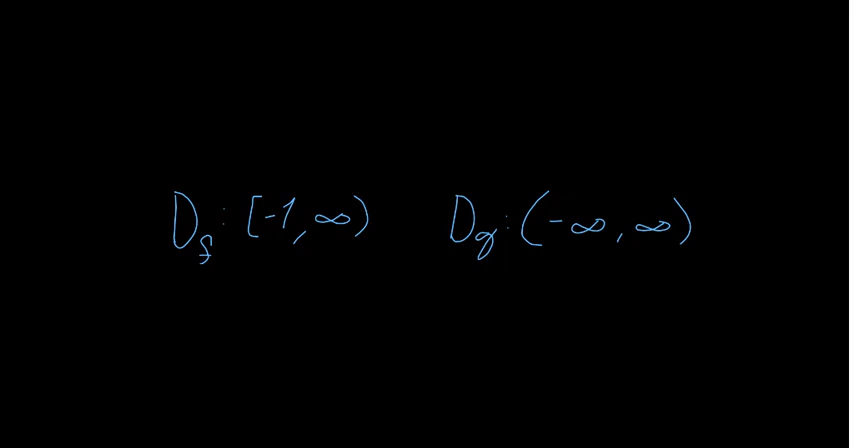 D_f : [-1, ∞) D_g : (-∞, ∞)